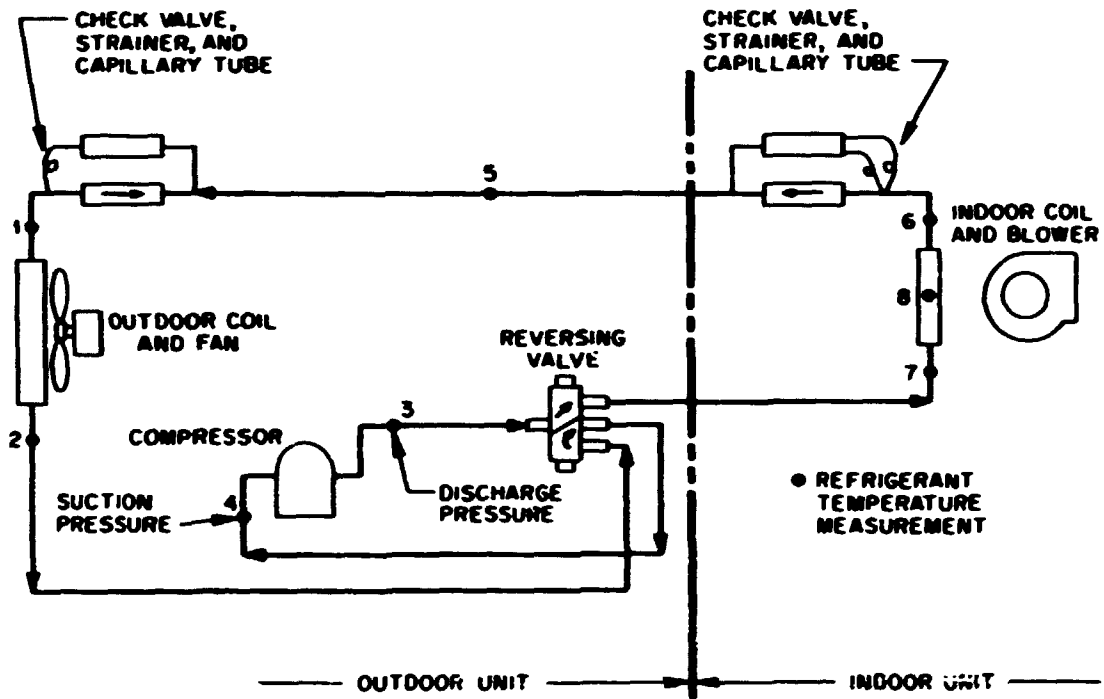 CHECK VALVE,
STRAINER, AND
CAPILLARY TUBE
CHECK VALVE,
STRAINER, AND
CAPILLARY TUBE
5
1
6
INDOOR COIL
AND BLOWER
8
OUTDOOR COIL
AND FAN
REVERSING
VALVE
7
3
2
COMPRESSOR
4
SUCTION
PRESSURE
DISCHARGE
PRESSURE
REFRIGERANT
TEMPERATURE
MEASUREMENT
OUTDOOR UNIT
INDOOR UNIT